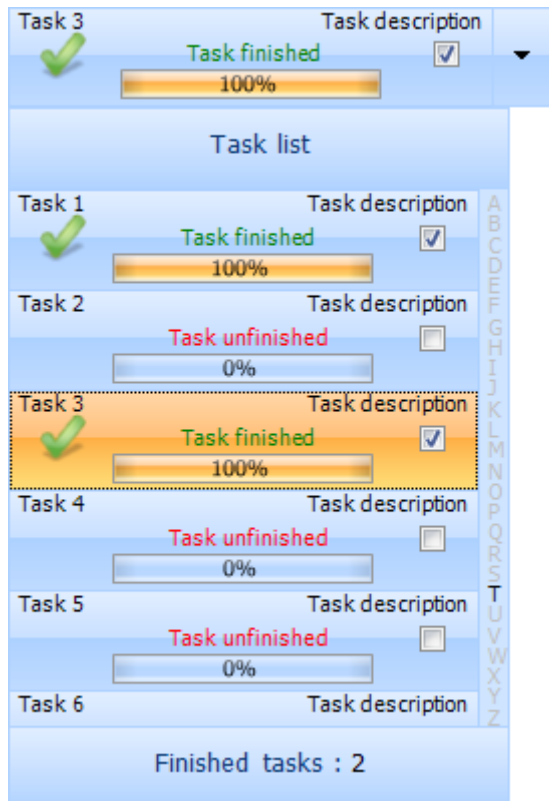 Task 3 Task description
Task finished
100%
Task list
Task 1 Task description
Task finished
100%
Task 2 Task description
Task unfinished
0%
Task 3 Task description
Task finished
100%
Task 4 Task description
Task unfinished
0%
Task 5 Task description
Task unfinished
0%
Task 6 Task description
A
B
C
D
E
F
G
H
I
J
K
L
M
N
O
P
Q
R
S
T
U
V
W
X
Y
Z
Finished tasks : 2